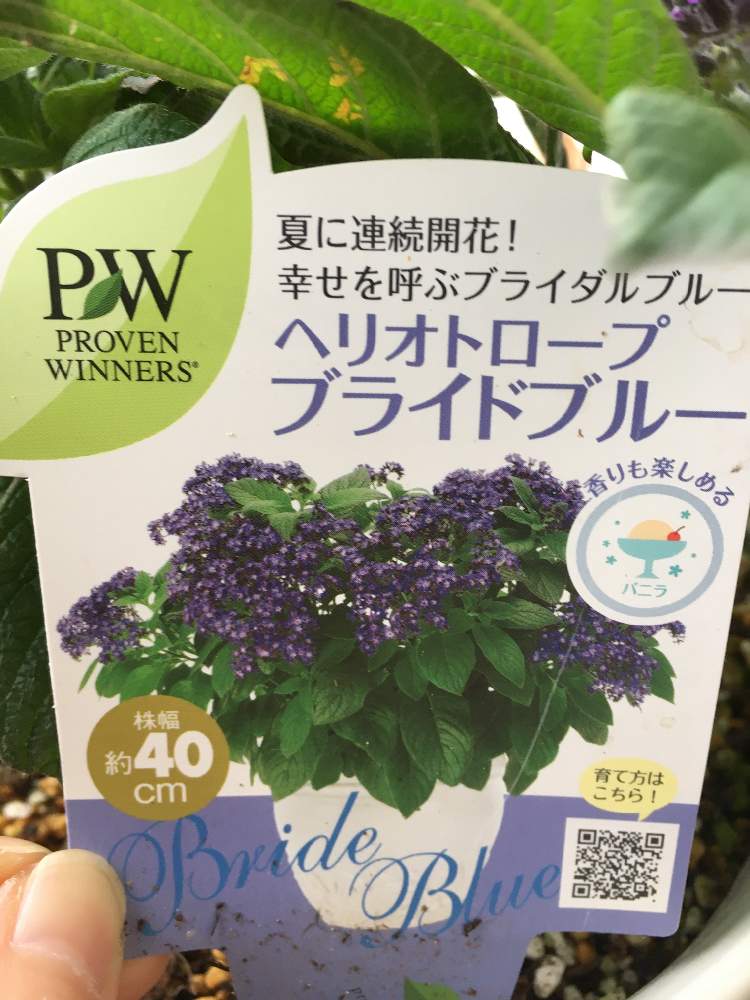 夏に連続開花!
幸せを呼ぶブライダルブルー
PW
PROVEN
WINNERS®
ヘリオトロープ
ブライドブルー
香りも楽しめる
バニラ
株幅
約40
cm
育て方は
こちら!
Bride
Blue